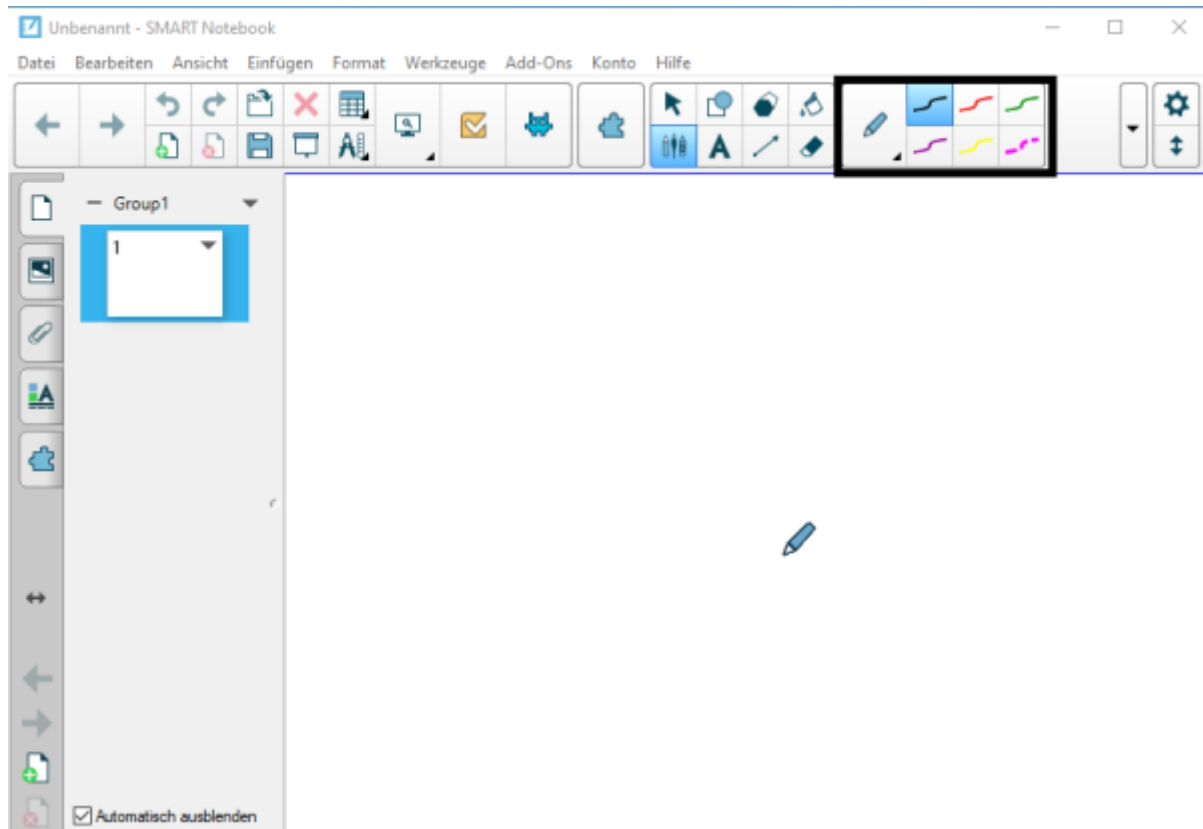 Unbenannt - SMART Notebook
Datei Bearbeiten Ansicht Einfügen Format Werkzeuge Add-Ons Konto Hilfe
Group1
1
Automatisch ausblenden